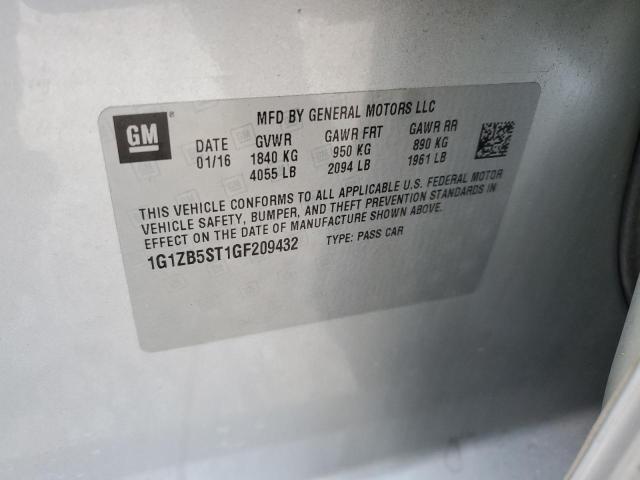 MFD BY GENERAL MOTORS LLC
GM
DATE GVWR GAWR FRT GAWR RR
01/16 1840 KG 950 KG 890 KG
4055 LB 2094 LB 1961 LB
THIS VEHICLE CONFORMS TO ALL APPLICABLE U.S. FEDERAL MOTOR
VEHICLE SAFETY, BUMPER, AND THEFT PREVENTION STANDARDS IN
EFFECT ON THE DATE OF MANUFACTURE SHOWN ABOVE.
1G1ZB5ST1GF209432 TYPE: PASS CAR